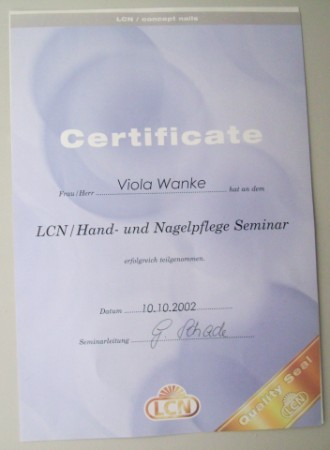 LCN / concept nails
Certificate
Frau/Herr Viola Wanke hat an dem
LCN/Hand- und Nagelpflege Seminar
erfolgreich teilgenommen.
Datum 10.10.2002
Seminarleitung G. Schade
LCN
Quality Seal
LCN